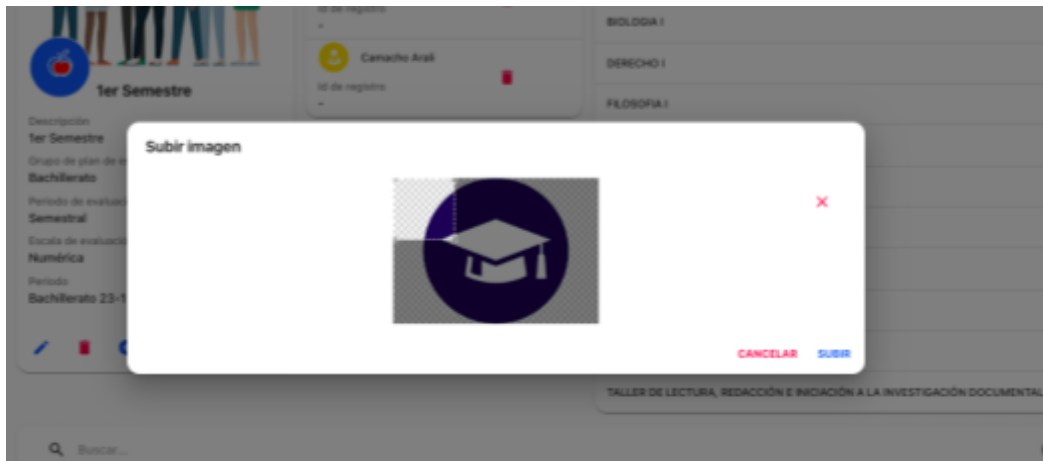 Id de registro
-
Camacho Arali
Id de registro
-
1er Semestre
Descripción
1er Semestre
Grupo de plan de e
Bachillerato
Periodo de evaluaci
Semestral
Escala de evaluació
Numérica
Periodo
Bachillerato 23-1
BIOLOGIA I
DERECHO I
FILOSOFIA I
Subir imagen
CANCELAR SUBIR
TALLER DE LECTURA, REDACCIÓN E INICIACIÓN A LA INVESTIGACIÓN DOCUMENTAL
Buscar...